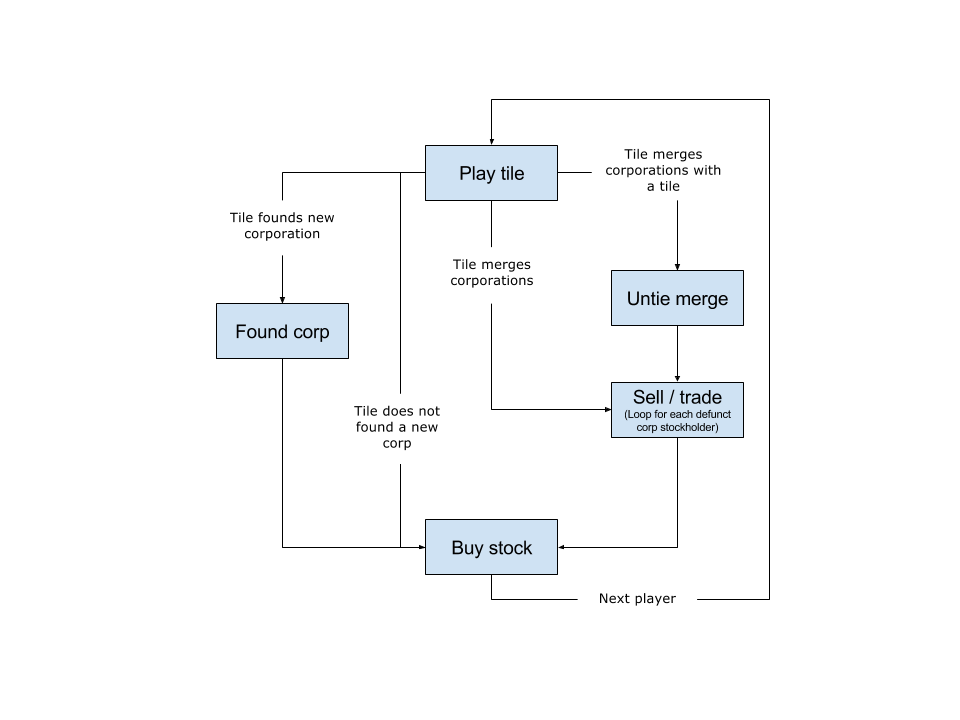 Play tile
Tile merges
corporations with
a tile
Tile founds new
corporation
Tile merges
corporations
Untie merge
Found corp
Sell / trade
(Loop for each defunct
corp stockholder)
Tile does not
found a new
corp
Buy stock
Next player